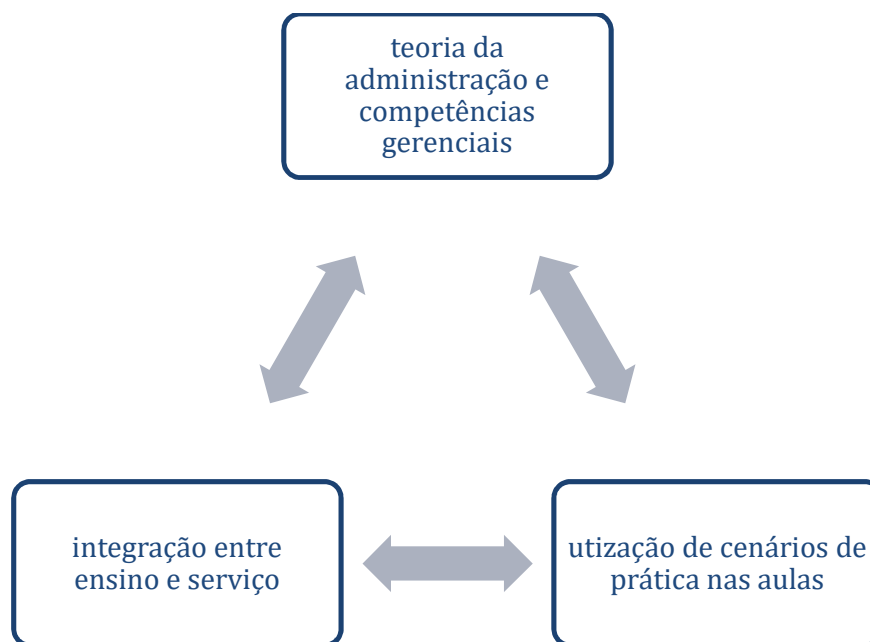 teoria da
administração e
competências
gerenciais
integração entre
ensino e serviço
utização de cenários de
prática nas aulas